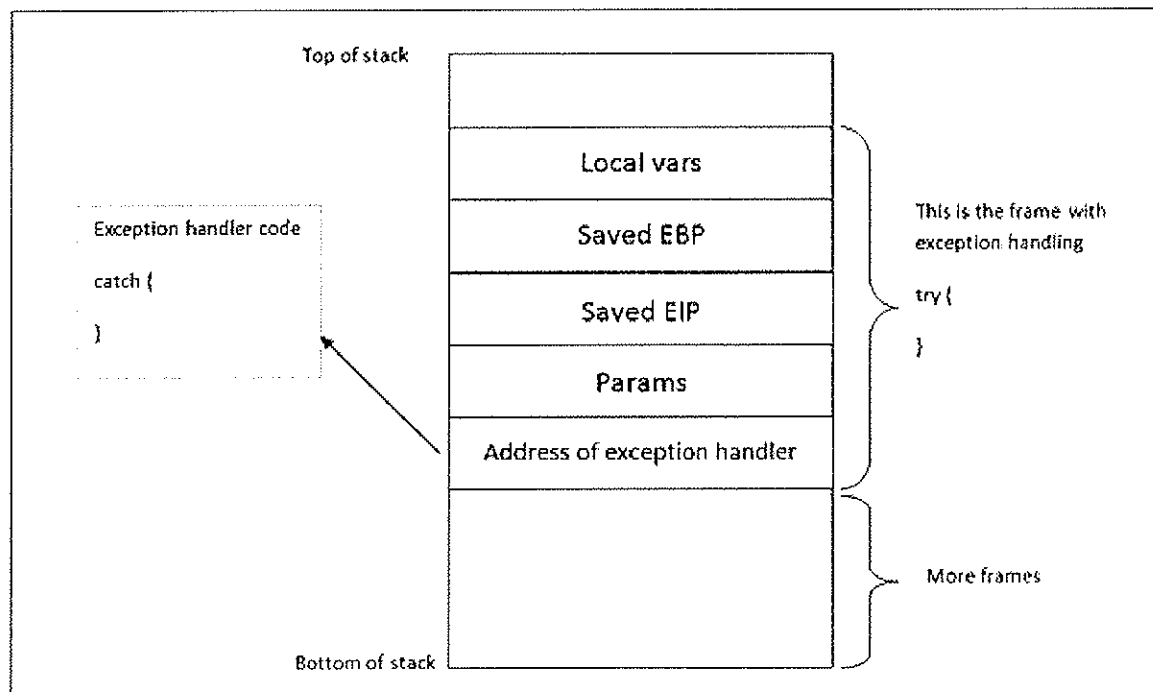 Top of stack
Local vars
Saved EBP
Saved EIP
Params
Address of exception handler
Exception handler code
catch {
}
This is the frame with
exception handling
try {
}
More frames
Bottom of stack